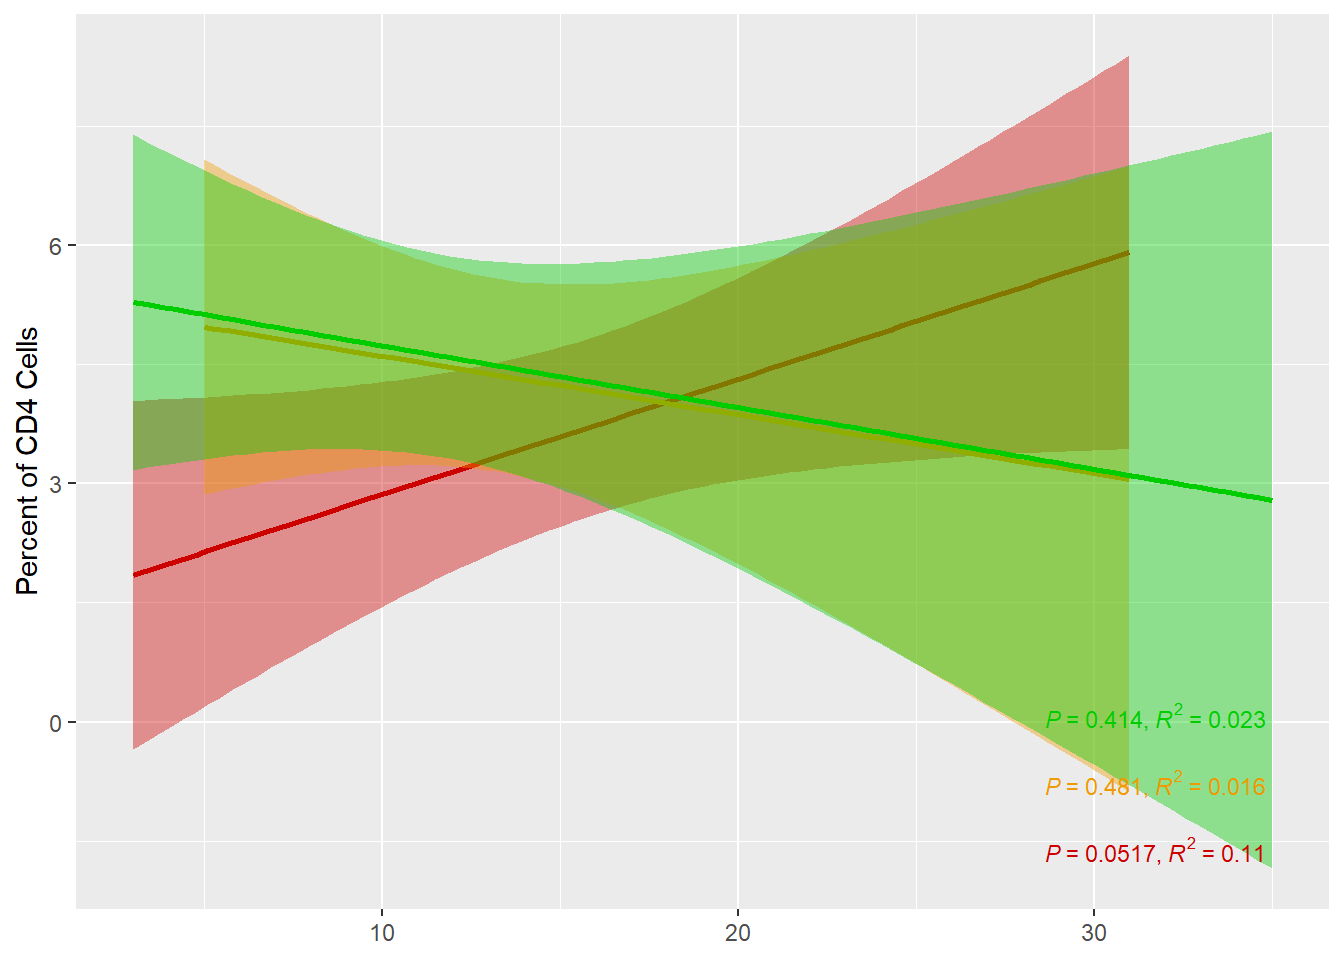 Percent of CD4 Cells
6
3
0
P = 0.414, R² = 0.023
P = 0.481, R² = 0.016
P = 0.0517, R² = 0.11
10 20 30